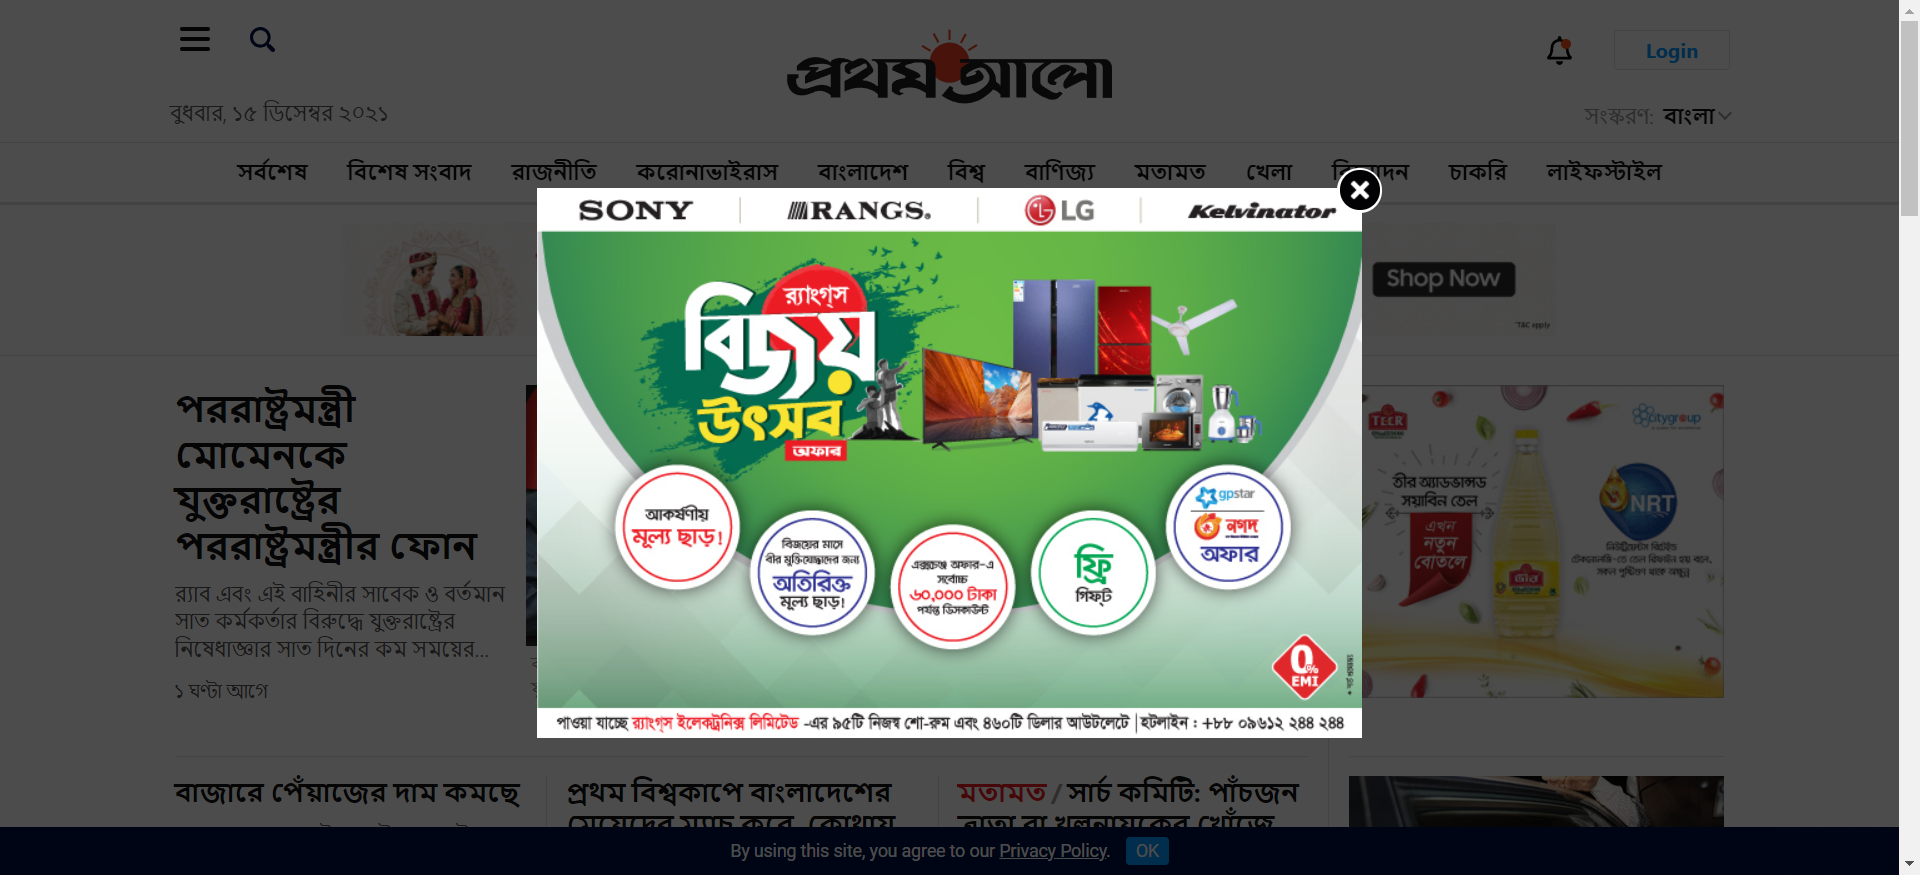 প্রথম আলো
Login
বুধবার, ১৫ ডিসেম্বর ২০২১
সংস্করণ: বাংলা
সর্বশেষ বিশেষ সংবাদ রাজনীতি করোনাভাইরাস বাংলাদেশ বিশ্ব বাণিজ্য মতামত খেলা চাকরি লাইফস্টাইল
SONY RANGS. LG Kelvinator
Shop Now
T&C apply
র‍্যাংগ্‌স
বিজয়
উৎসব
অফার
আকর্ষণীয়
মূল্য ছাড়!
বিজয়ের মাসে
বীর মুক্তিযোদ্ধাদের জন্য
অতিরিক্ত
মূল্য ছাড়!
এক্সচেঞ্জ অফার-এ
সর্বোচ্চ
৬০,০০০ টাকা
পর্যন্ত ডিসকাউন্ট
ফ্রি
গিফ্‌ট
gpstar
নগদ
অফার
0%
EMI
পাওয়া যাচ্ছে র‍্যাংগ্‌স ইলেকট্রনিক্স লিমিটেড -এর ৯৫টি নিজস্ব শো-রুম এবং ৪৬০টি ডিলার আউটলেটে | হটলাইন : +৮৮ ০৯৬১২ ২৪৪ ২৪৪
পররাষ্ট্রমন্ত্রী
মোমেনকে
যুক্তরাষ্ট্রের
পররাষ্ট্রমন্ত্রীর ফোন
র‍্যাব এবং এই বাহিনীর সাবেক ও বর্তমান
সাত কর্মকর্তার বিরুদ্ধে যুক্তরাষ্ট্রের
নিষেধাজ্ঞার সাত দিনের কম সময়ের...
১ ঘণ্টা আগে
TEER
citygroup
তীর অ্যাডভান্সড
সয়াবিন তেল
এখন
নতুন
বোতলে
NRT
তীর
বাজারে পেঁয়াজের দাম কমছে
প্রথম বিশ্বকাপে বাংলাদেশের
মেয়েদের ম্যাচ কবে, কোথায়
মতামত / সার্চ কমিটি: পাঁচজন
ত্রাতা বা খলনায়কের খোঁজে
By using this site, you agree to our Privacy Policy. OK